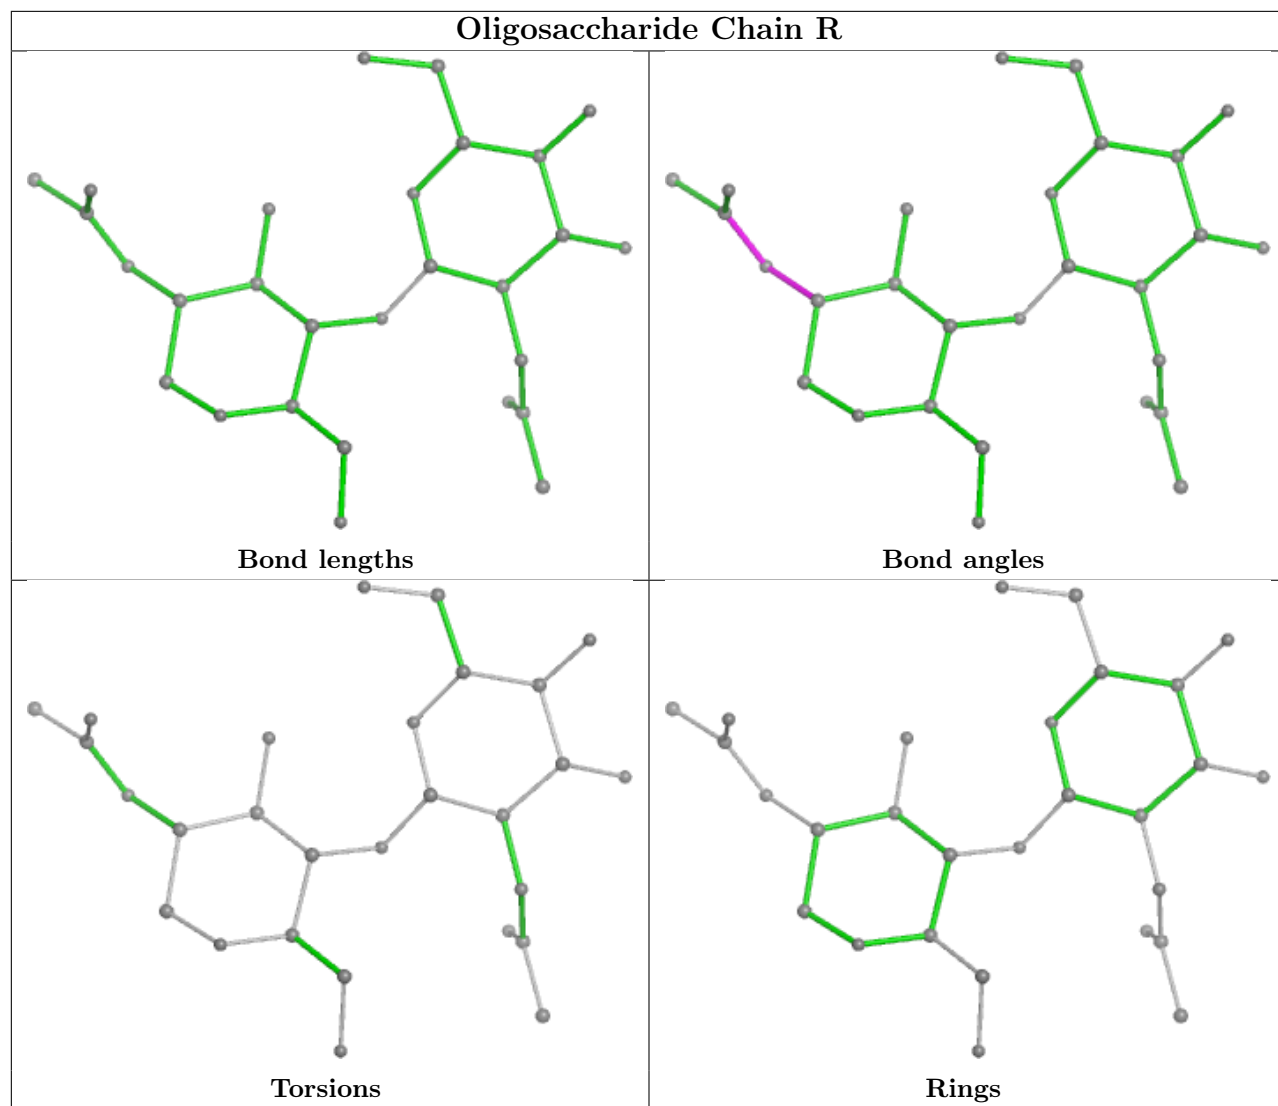 Oligosaccharide Chain R
Bond lengths
Bond angles
Torsions
Rings